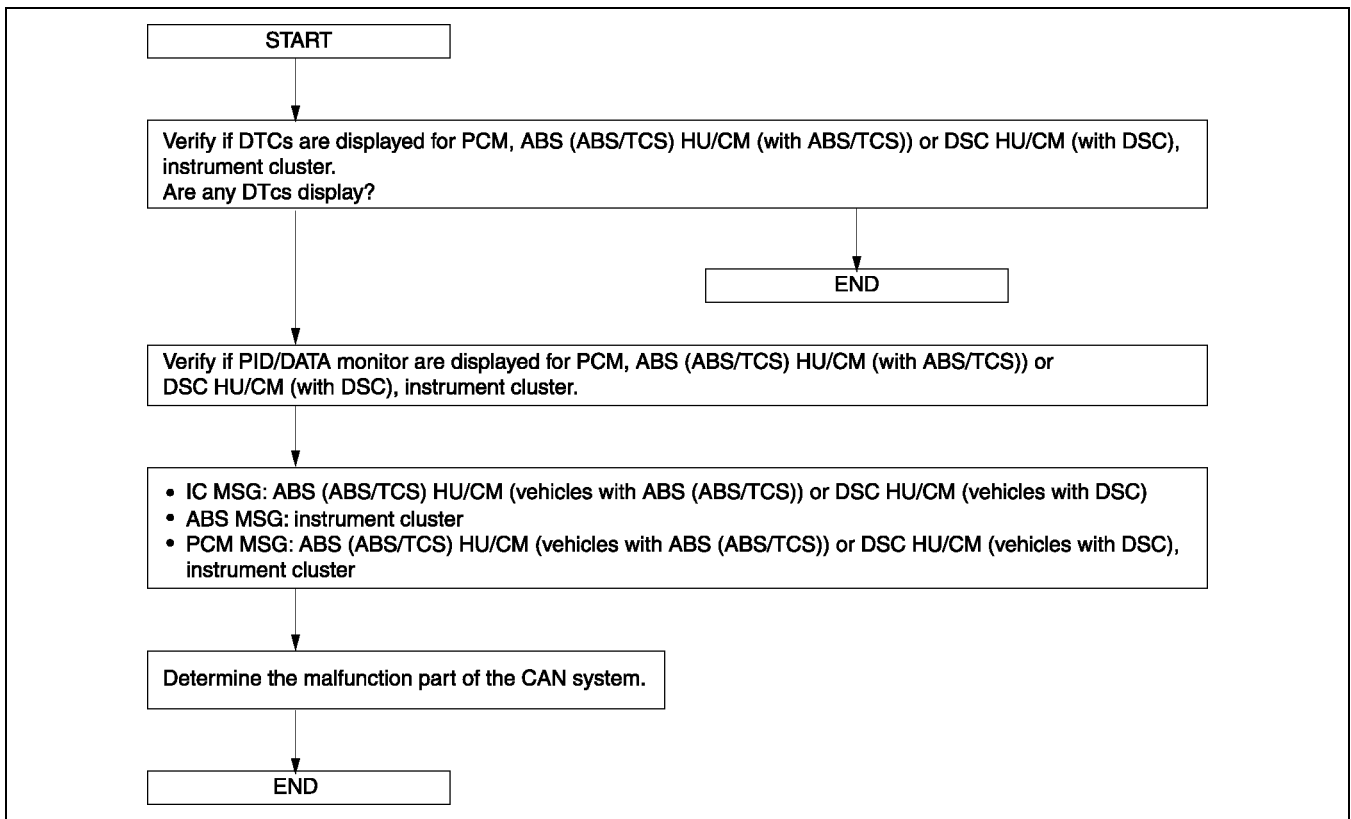 START
Verify if DTCs are displayed for PCM, ABS (ABS/TCS) HU/CM (with ABS/TCS)) or DSC HU/CM (with DSC),
instrument cluster.
Are any DTcs display?
END
Verify if PID/DATA monitor are displayed for PCM, ABS (ABS/TCS) HU/CM (with ABS/TCS)) or
DSC HU/CM (with DSC), instrument cluster.
• IC MSG: ABS (ABS/TCS) HU/CM (vehicles with ABS (ABS/TCS)) or DSC HU/CM (vehicles with DSC)
• ABS MSG: instrument cluster
• PCM MSG: ABS (ABS/TCS) HU/CM (vehicles with ABS (ABS/TCS)) or DSC HU/CM (vehicles with DSC),
instrument cluster
Determine the malfunction part of the CAN system.
END